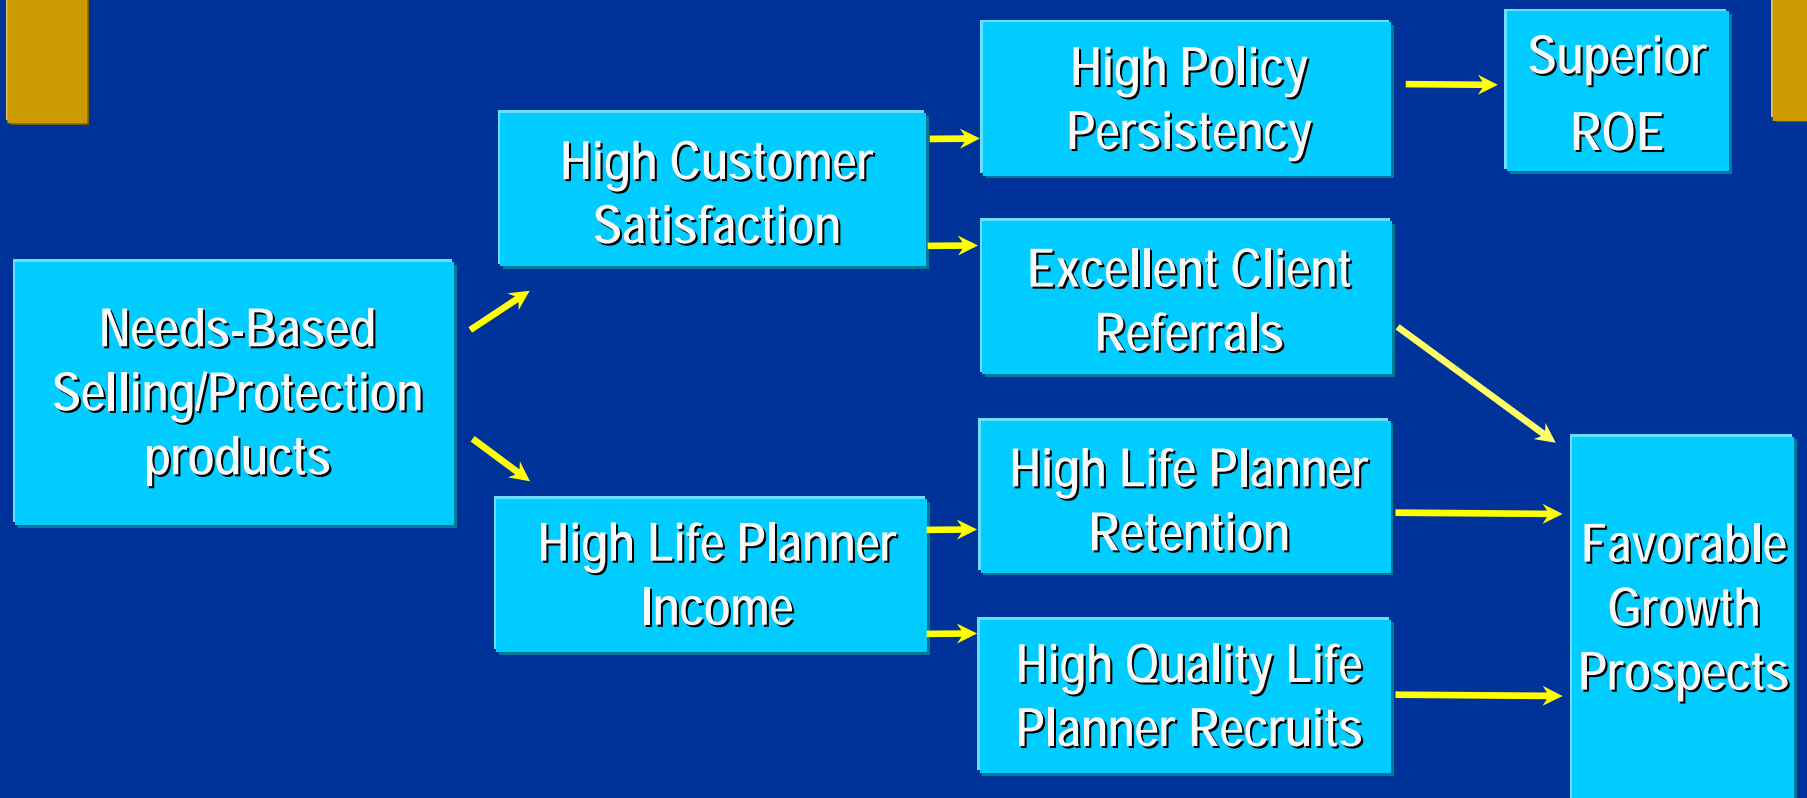 Needs-Based
Selling/Protection
products
High Customer
Satisfaction
High Life Planner
Income
High Policy
Persistency
Excellent Client
Referrals
High Life Planner
Retention
High Quality Life
Planner Recruits
Superior
ROE
Favorable
Growth
Prospects